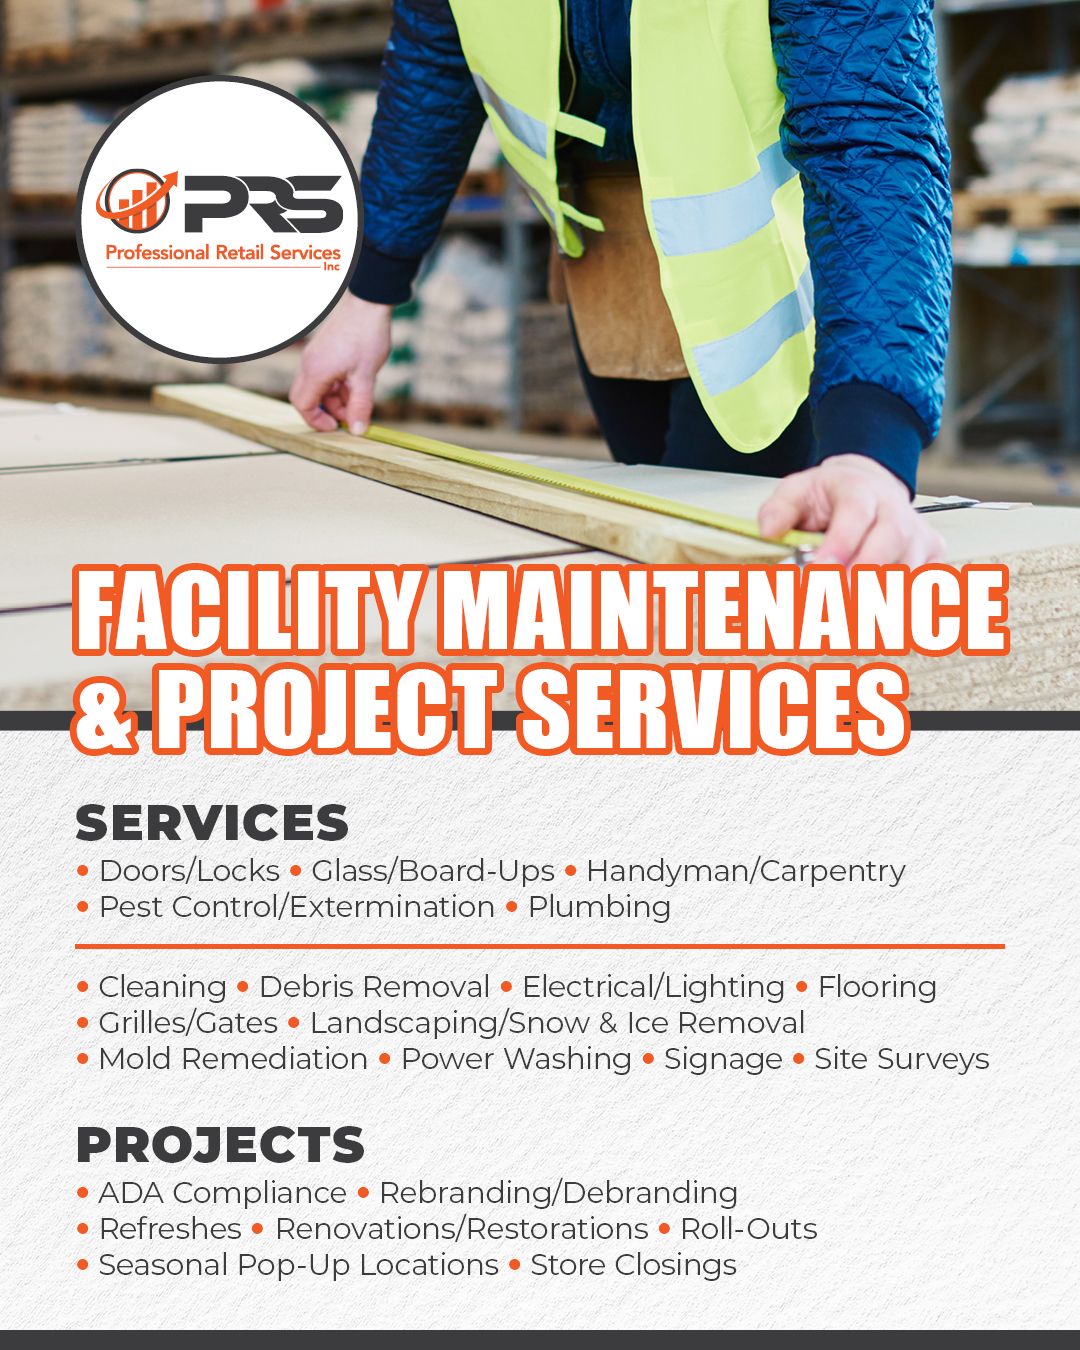 PRS
Professional Retail Services
Inc
FACILITY MAINTENANCE
& PROJECT SERVICES
SERVICES
• Doors/Locks • Glass/Board-Ups • Handyman/Carpentry
• Pest Control/Extermination • Plumbing
• Cleaning • Debris Removal • Electrical/Lighting • Flooring
• Grilles/Gates • Landscaping/Snow & Ice Removal
• Mold Remediation • Power Washing • Signage • Site Surveys
PROJECTS
• ADA Compliance • Rebranding/Debranding
• Refreshes • Renovations/Restorations • Roll-Outs
• Seasonal Pop-Up Locations • Store Closings